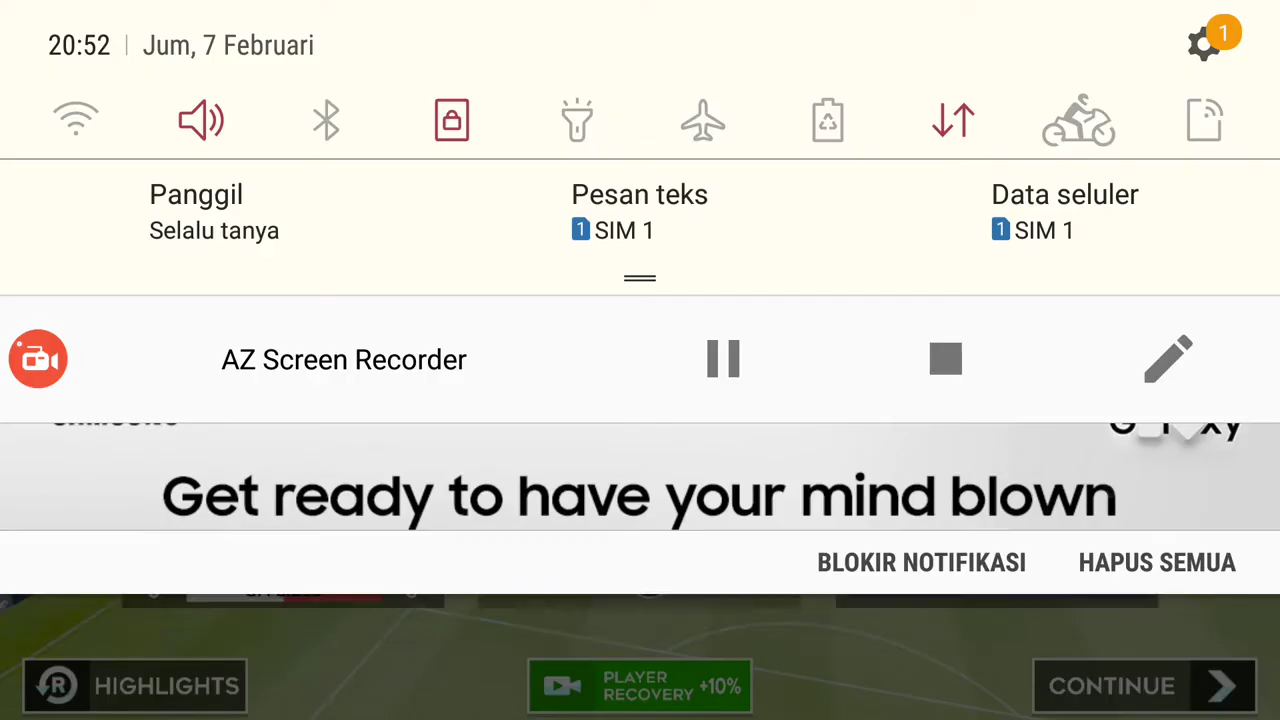 20:52 | Jum, 7 Februari
1
Panggil
Selalu tanya
Pesan teks
1 SIM 1
Data seluler
1 SIM 1
AZ Screen Recorder
Get ready to have your mind blown
BLOKIR NOTIFIKASI
HAPUS SEMUA
R HIGHLIGHTS
PLAYER
RECOVERY +10%
CONTINUE